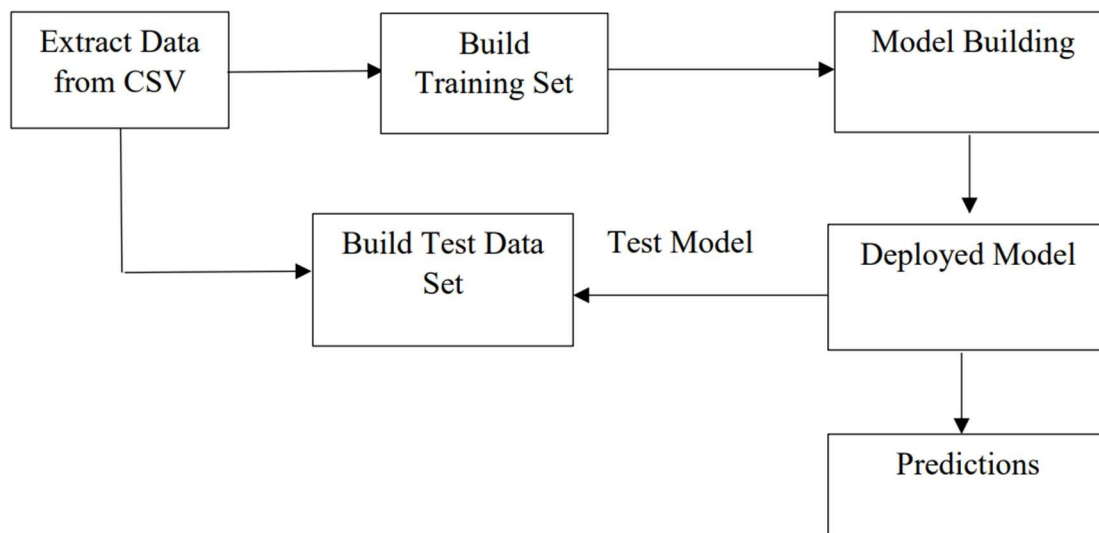 Extract Data
from CSV
Build
Training Set
Model Building
Build Test Data
Set
Test Model
Deployed Model
Predictions